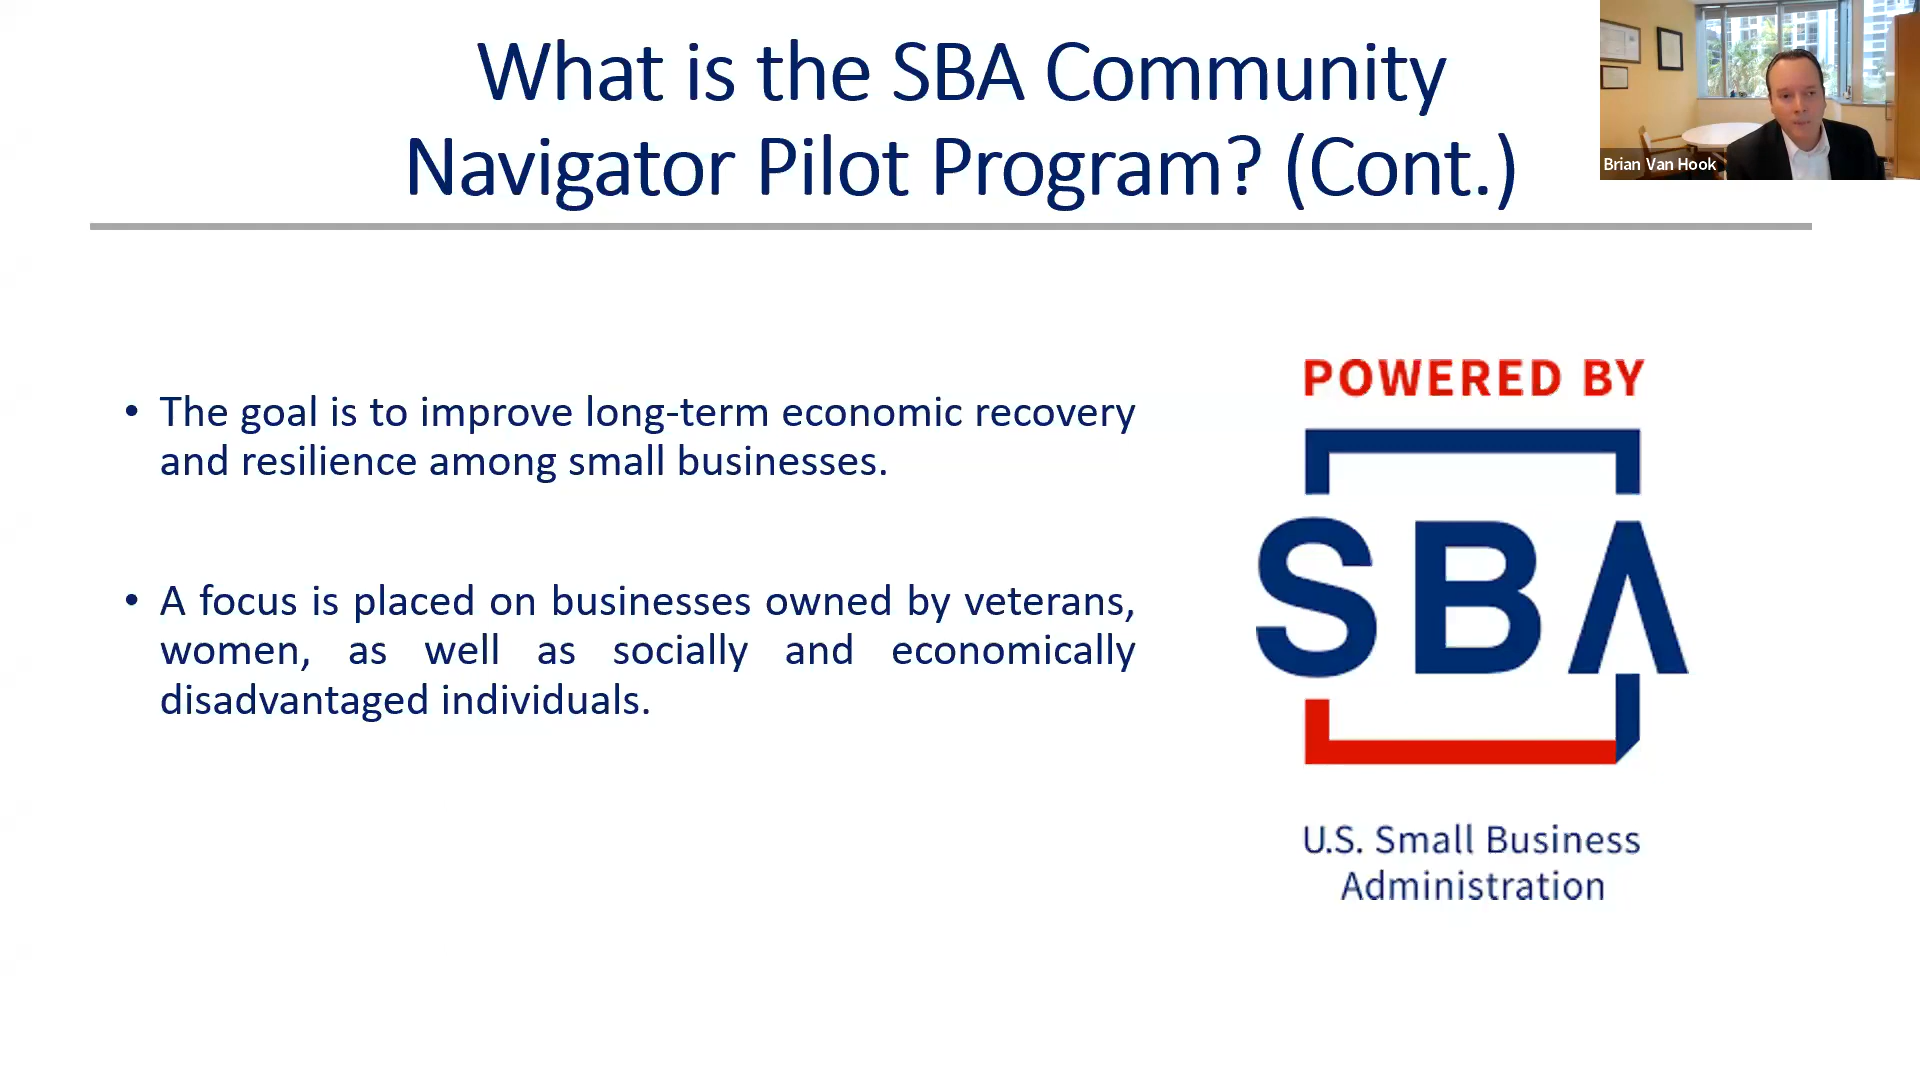 What is the SBA Community
Navigator Pilot Program? (Cont.)
Brian Van Hook
• The goal is to improve long-term economic recovery
and resilience among small businesses.
• A focus is placed on businesses owned by veterans,
women, as well as socially and economically
disadvantaged individuals.
POWERED BY
SBA
U.S. Small Business
Administration